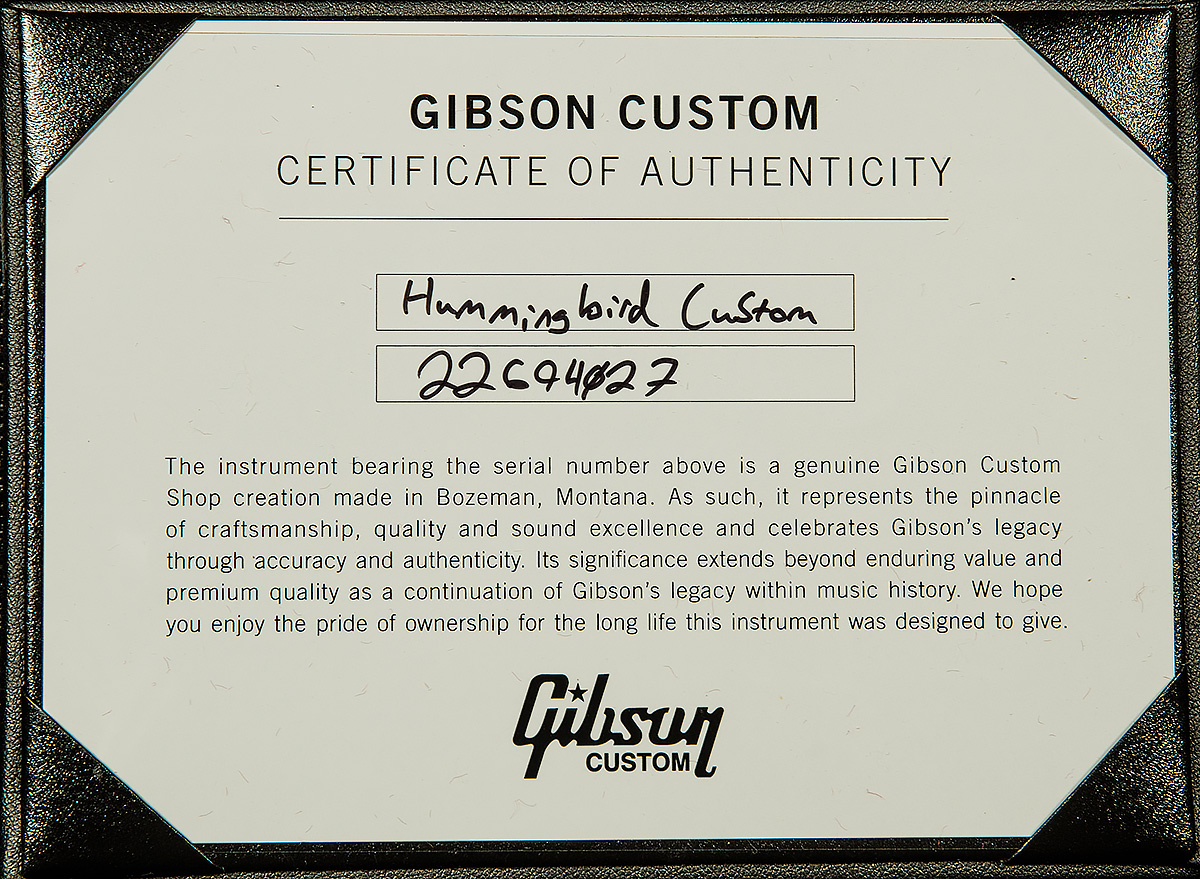 GIBSON CUSTOM
CERTIFICATE OF AUTHENTICITY
Hummingbird Custom
22694027
The instrument bearing the serial number above is a genuine Gibson Custom
Shop creation made in Bozeman, Montana. As such, it represents the pinnacle
of craftsmanship, quality and sound excellence and celebrates Gibson's legacy
through accuracy and authenticity. Its significance extends beyond enduring value and
premium quality as a continuation of Gibson's legacy within music history. We hope
you enjoy the pride of ownership for the long life this instrument was designed to give.
Gibson
CUSTOM